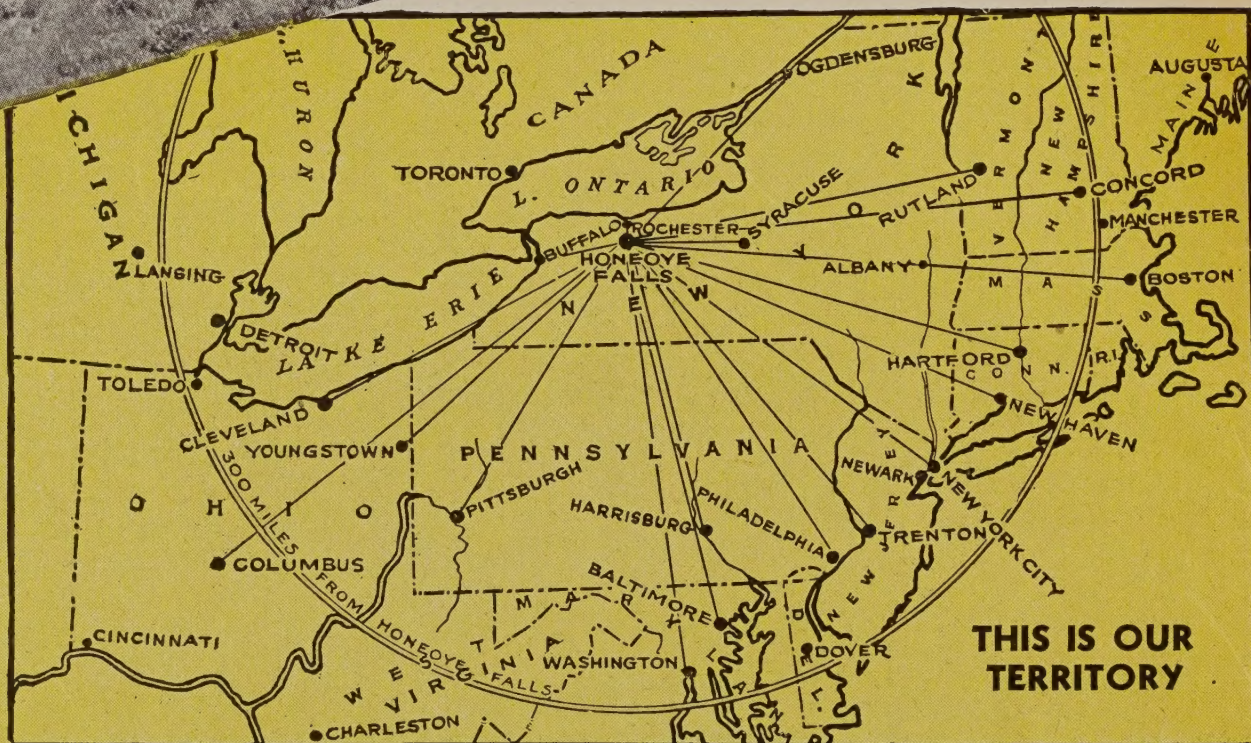 MICHIGAN
HURON
CANADA
OGDENSBURG
NEW YORK
VERMONT
NEW HAMPSHIRE
MAINE
AUGUSTA
TORONTO
L. ONTARIO
SYRACUSE
RUTLAND
CONCORD
MANCHESTER
BUFFALO
ROCHESTER
HONEOYE
FALLS
LANSING
ALBANY
MASS
BOSTON
DETROIT
LAKE ERIE
HARTFORD
CONN.
R.I.
TOLEDO
CLEVELAND
YOUNGSTOWN
PENNSYLVANIA
NEW HAVEN
NEWARK
NEW YORK CITY
OHIO
PITTSBURGH
HARRISBURG
PHILADELPHIA
TRENTON
NEW JERSEY
COLUMBUS
300 MILES FROM HONEOYE FALLS
BALTIMORE
MARYLAND
DEL.
CINCINNATI
WEST
VIRGINIA
WASHINGTON
DOVER
CHARLESTON
THIS IS OUR
TERRITORY